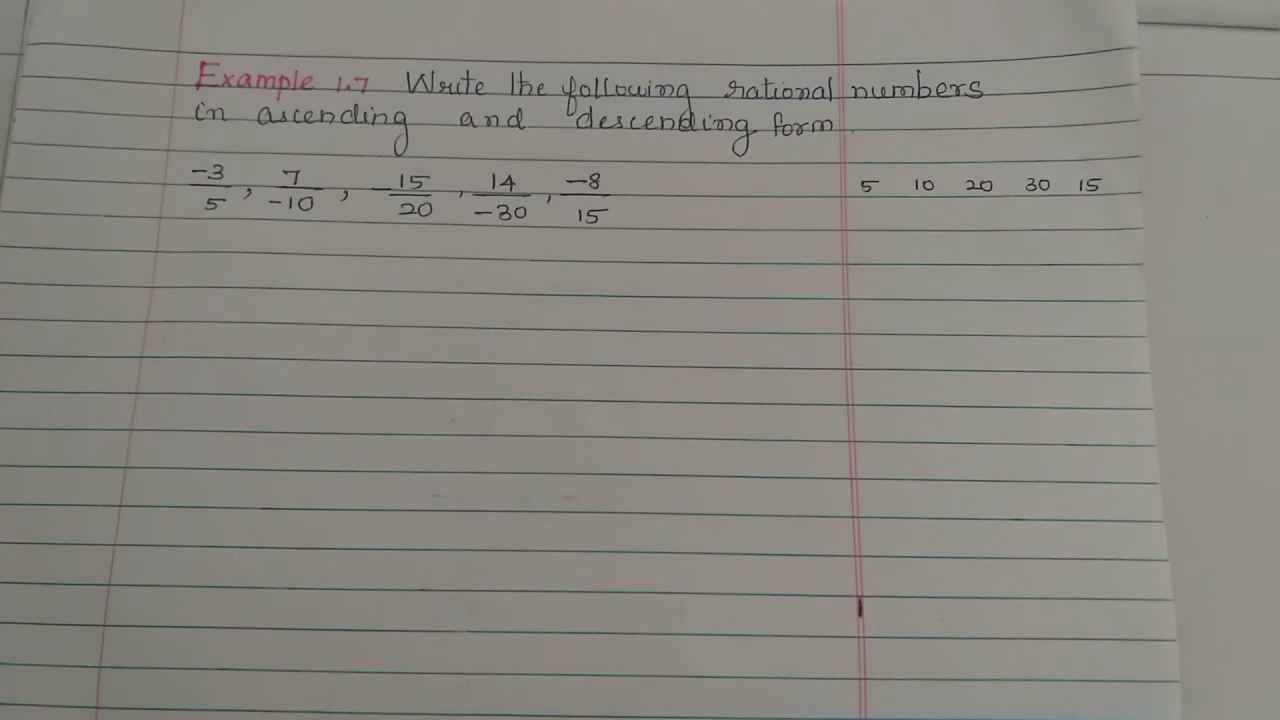 Example 1.7 Write the following rational numbers
in ascending and descending form.
-3/5, 7/-10, -15/20, 14/-30, -8/15
5 10 20 30 15